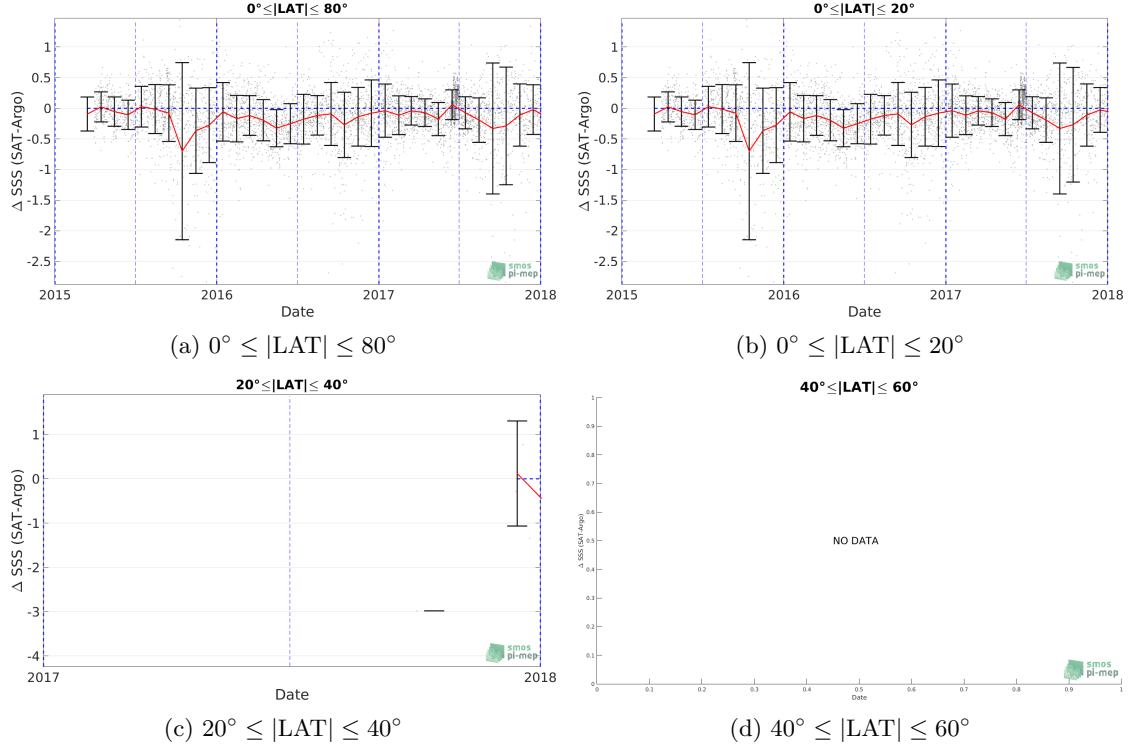 0°≤|LAT|≤ 80°
Δ SSS (SAT-Argo)
1
0.5
0
-0.5
-1
-1.5
-2
-2.5
2015 2016 2017 2018
Date
smos
pi-mep
(a) 0° ≤ |LAT| ≤ 80°
0°≤|LAT|≤ 20°
Δ SSS (SAT-Argo)
1
0.5
0
-0.5
-1
-1.5
-2
-2.5
2015 2016 2017 2018
Date
smos
pi-mep
(b) 0° ≤ |LAT| ≤ 20°
20°≤|LAT|≤ 40°
Δ SSS (SAT-Argo)
1
0
-1
-2
-3
-4
2017 2018
Date
smos
pi-mep
(c) 20° ≤ |LAT| ≤ 40°
40°≤|LAT|≤ 60°
Δ SSS (SAT-Argo)
1
0.9
0.8
0.7
0.6
0.5
0.4
0.3
0.2
0.1
0
NO DATA
0 0.1 0.2 0.3 0.4 0.5 0.6 0.7 0.8 0.9 1
Date
smos
pi-mep
(d) 40° ≤ |LAT| ≤ 60°